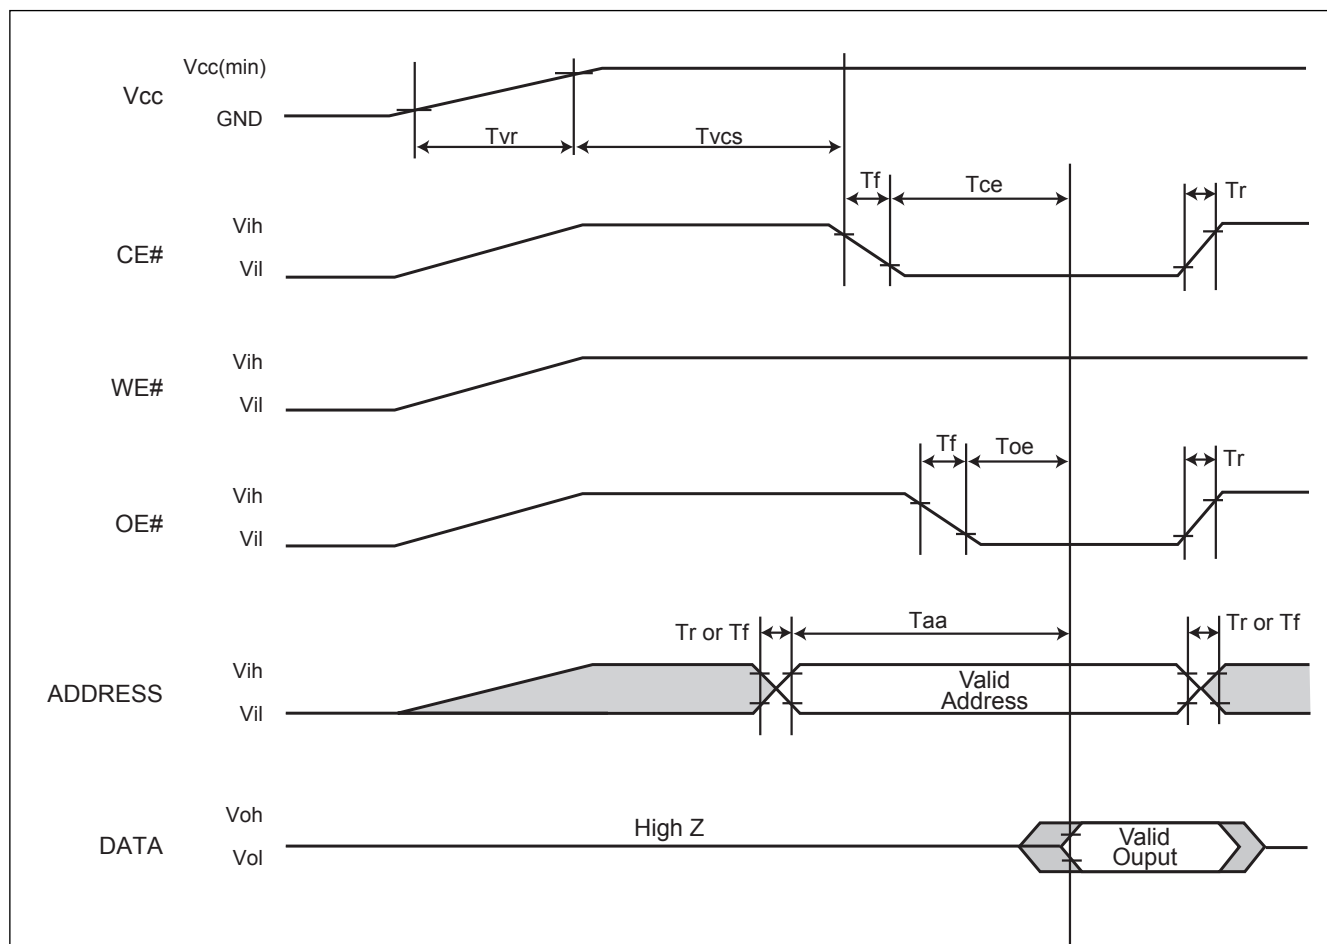 Vcc(min)
Vcc
GND
Tvr
Tvcs
Tf
Tce
Tr
Vih
CE#
Vil
Vih
WE#
Vil
Tf
Toe
Tr
Vih
OE#
Vil
Tr or Tf
Taa
Tr or Tf
Vih
ADDRESS
Vil
Valid
Address
Voh
DATA
Vol
High Z
Valid
Ouput